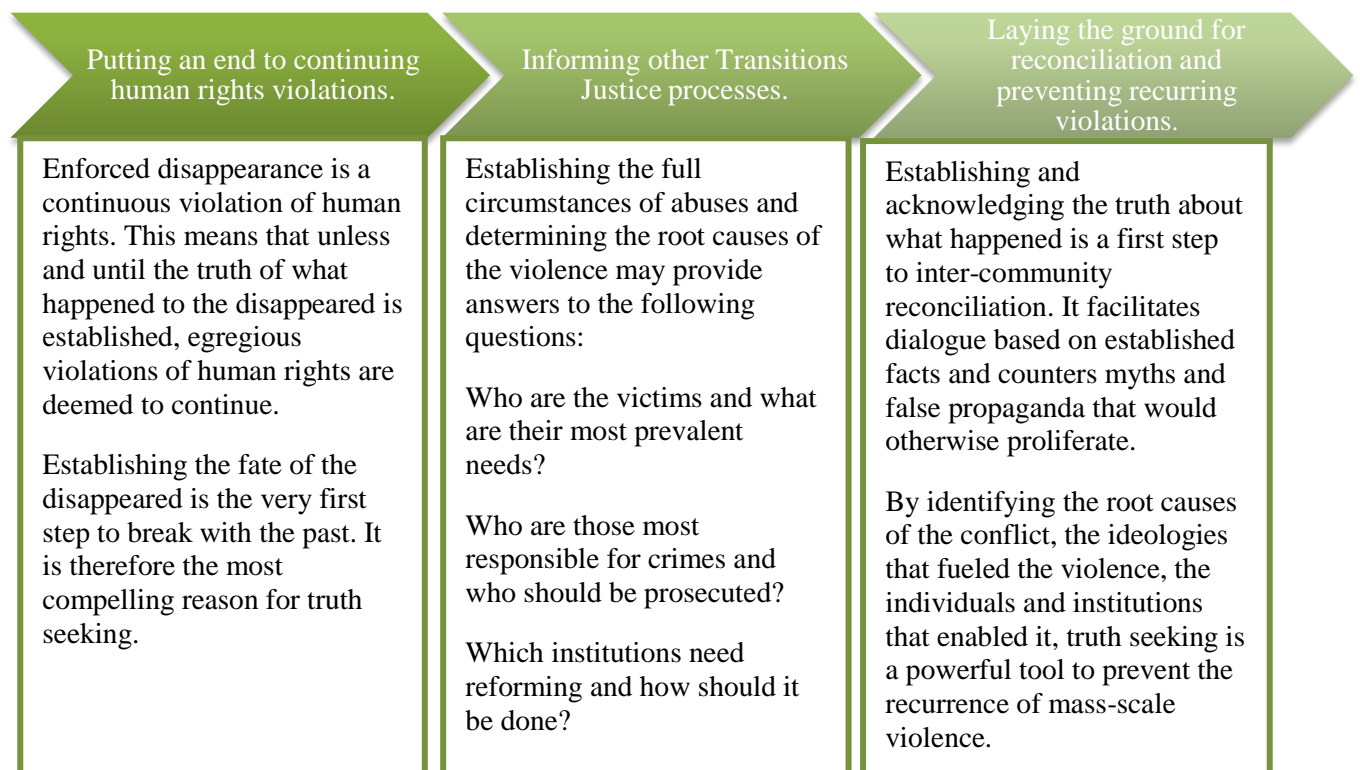 Putting an end to continuing
human rights violations.
Enforced disappearance is a
continuous violation of human
rights. This means that unless
and until the truth of what
happened to the disappeared is
established, egregious
violations of human rights are
deemed to continue.
Establishing the fate of the
disappeared is the very first
step to break with the past. It
is therefore the most
compelling reason for truth
seeking.
Informing other Transitions
Justice processes.
Establishing the full
circumstances of abuses and
determining the root causes of
the violence may provide
answers to the following
questions:
Who are the victims and what
are their most prevalent
needs?
Who are those most
responsible for crimes and
who should be prosecuted?
Which institutions need
reforming and how should it
be done?
Laying the ground for
reconciliation and
preventing recurring
violations.
Establishing and
acknowledging the truth about
what happened is a first step
to inter-community
reconciliation. It facilitates
dialogue based on established
facts and counters myths and
false propaganda that would
otherwise proliferate.
By identifying the root causes
of the conflict, the ideologies
that fueled the violence, the
individuals and institutions
that enabled it, truth seeking is
a powerful tool to prevent the
recurrence of mass-scale
violence.